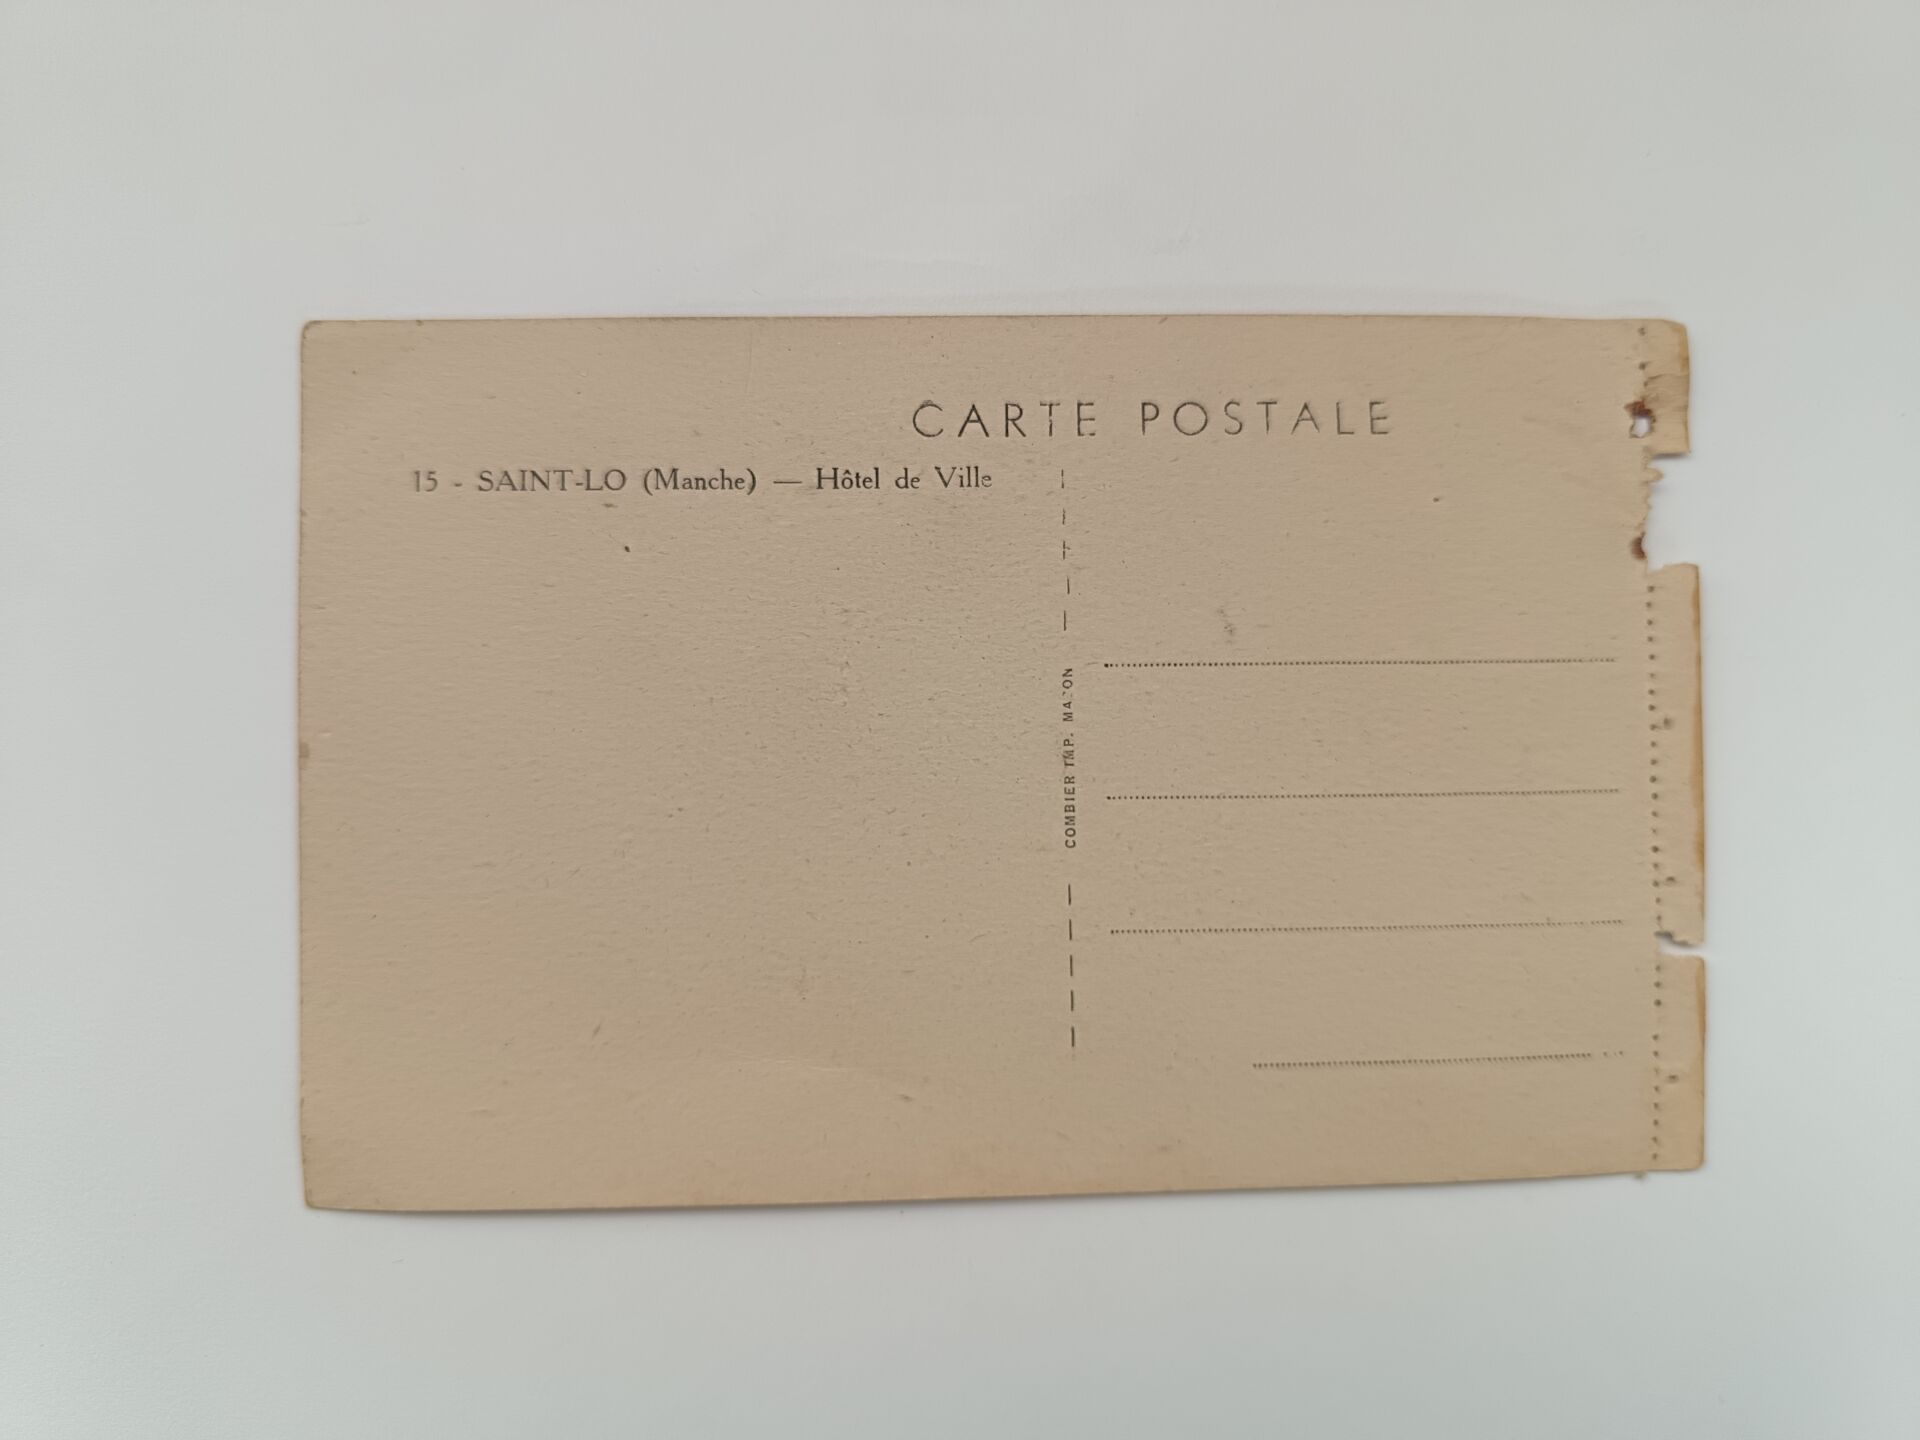 CARTE POSTALE
15 - SAINT-LO (Manche) — Hôtel de Ville
COMBIER IMP. MACON